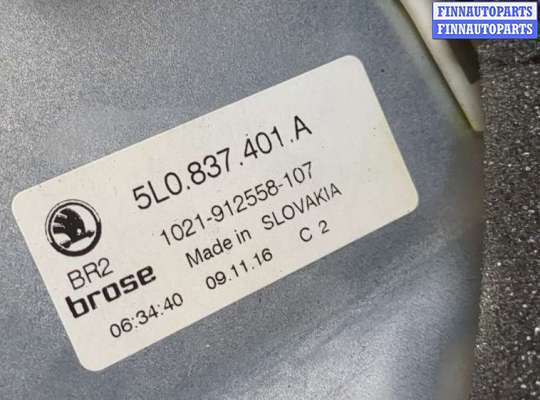 FINNAUTOPARTS
FINNAUTOPARTS
5L0.837.401.A
1021-912558-107
BR2
Made in SLOVAKIA
brose
06:34:40 09.11.16 C 2